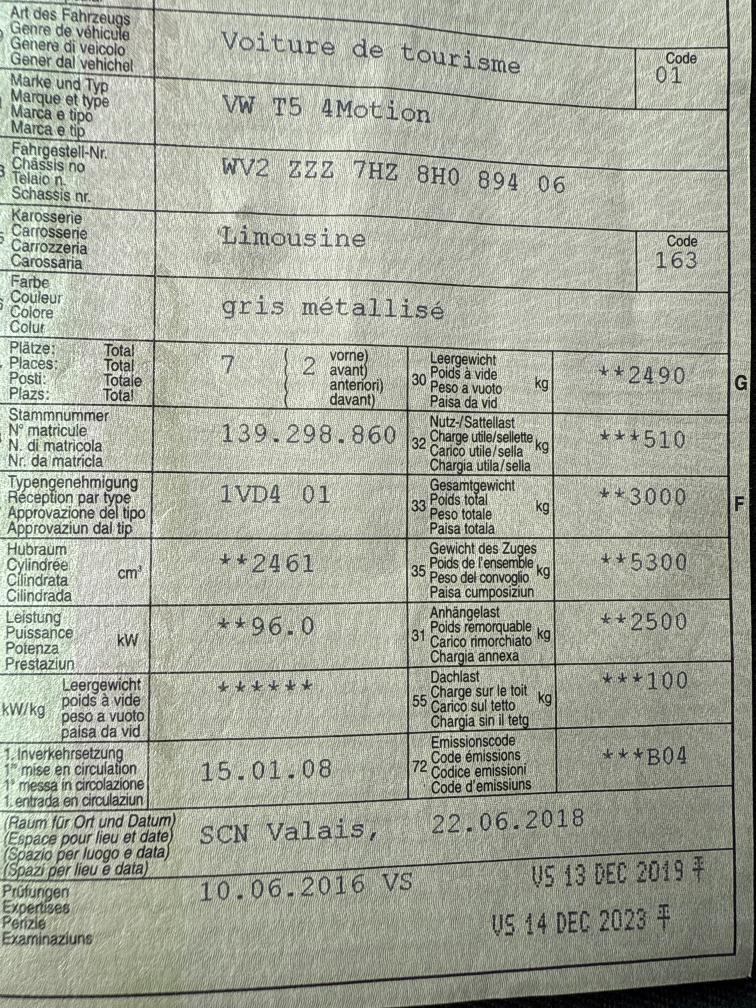 Art des Fahrzeugs
Genre de véhicule
Genere di veicolo
Gener dal vehichel
Voiture de tourisme
Code
01
Marke und Typ
Marque et type
Marca e tipo
Marca e tip
VW T5 4Motion
Fahrgestell-Nr.
Châssis no
Telaio n.
Schassis nr.
WV2 ZZZ 7HZ 8H0 894 06
Karosserie
Carrosserie
Carrozzeria
Carossaria
Limousine
Code
163
Farbe
Couleur
Colore
Colur
gris métallisé
Plätze: Total
Places: Total
Posti: Totale
Plazs: Total
7 ( 2 vorne)
avant)
anteriori)
davant)
30 Leergewicht
Poids à vide
Peso a vuoto kg
Paisa da vid
**2490
G
Stammnummer
N° matricule
N. di matricola
Nr. da matricla
139.298.860
32 Nutz-/Sattellast
Charge utile/sellette kg
Carico utile/sella
Chargia utila/sella
***510
Typengenehmigung
Réception par type
Approvazione del tipo
Approvaziun dal tip
1VD4 01
33 Gesamtgewicht
Poids total kg
Peso totale
Paisa totala
**3000
F
Hubraum
Cylindrée
Cilindrata cm³
Cilindrada
**2461
35 Gewicht des Zuges
Poids de l'ensemble kg
Peso del convoglio
Paisa cumposiziun
**5300
Leistung
Puissance
Potenza kW
Prestaziun
**96.0
31 Anhängelast
Poids remorquable kg
Carico rimorchiato
Chargia annexa
**2500
kW/kg Leergewicht
poids à vide
peso a vuoto
paisa da vid
******
55 Dachlast
Charge sur le toit kg
Carico sul tetto
Chargia sin il tetg
***100
1. Inverkehrsetzung
1re mise en circulation
1a messa in circolazione
1. entrada en circulaziun
15.01.08
72 Emissionscode
Code émissions
Codice emissioni
Code d'emissiuns
***B04
(Raum für Ort und Datum)
(Espace pour lieu et date)
(Spazio per luogo e data)
(Spazi per lieu e data)
SCN Valais, 22.06.2018
Prüfungen
Expertises
Perizie
Examinaziuns
10.06.2016 VS
VS 13 DEC 2019
VS 14 DEC 2023